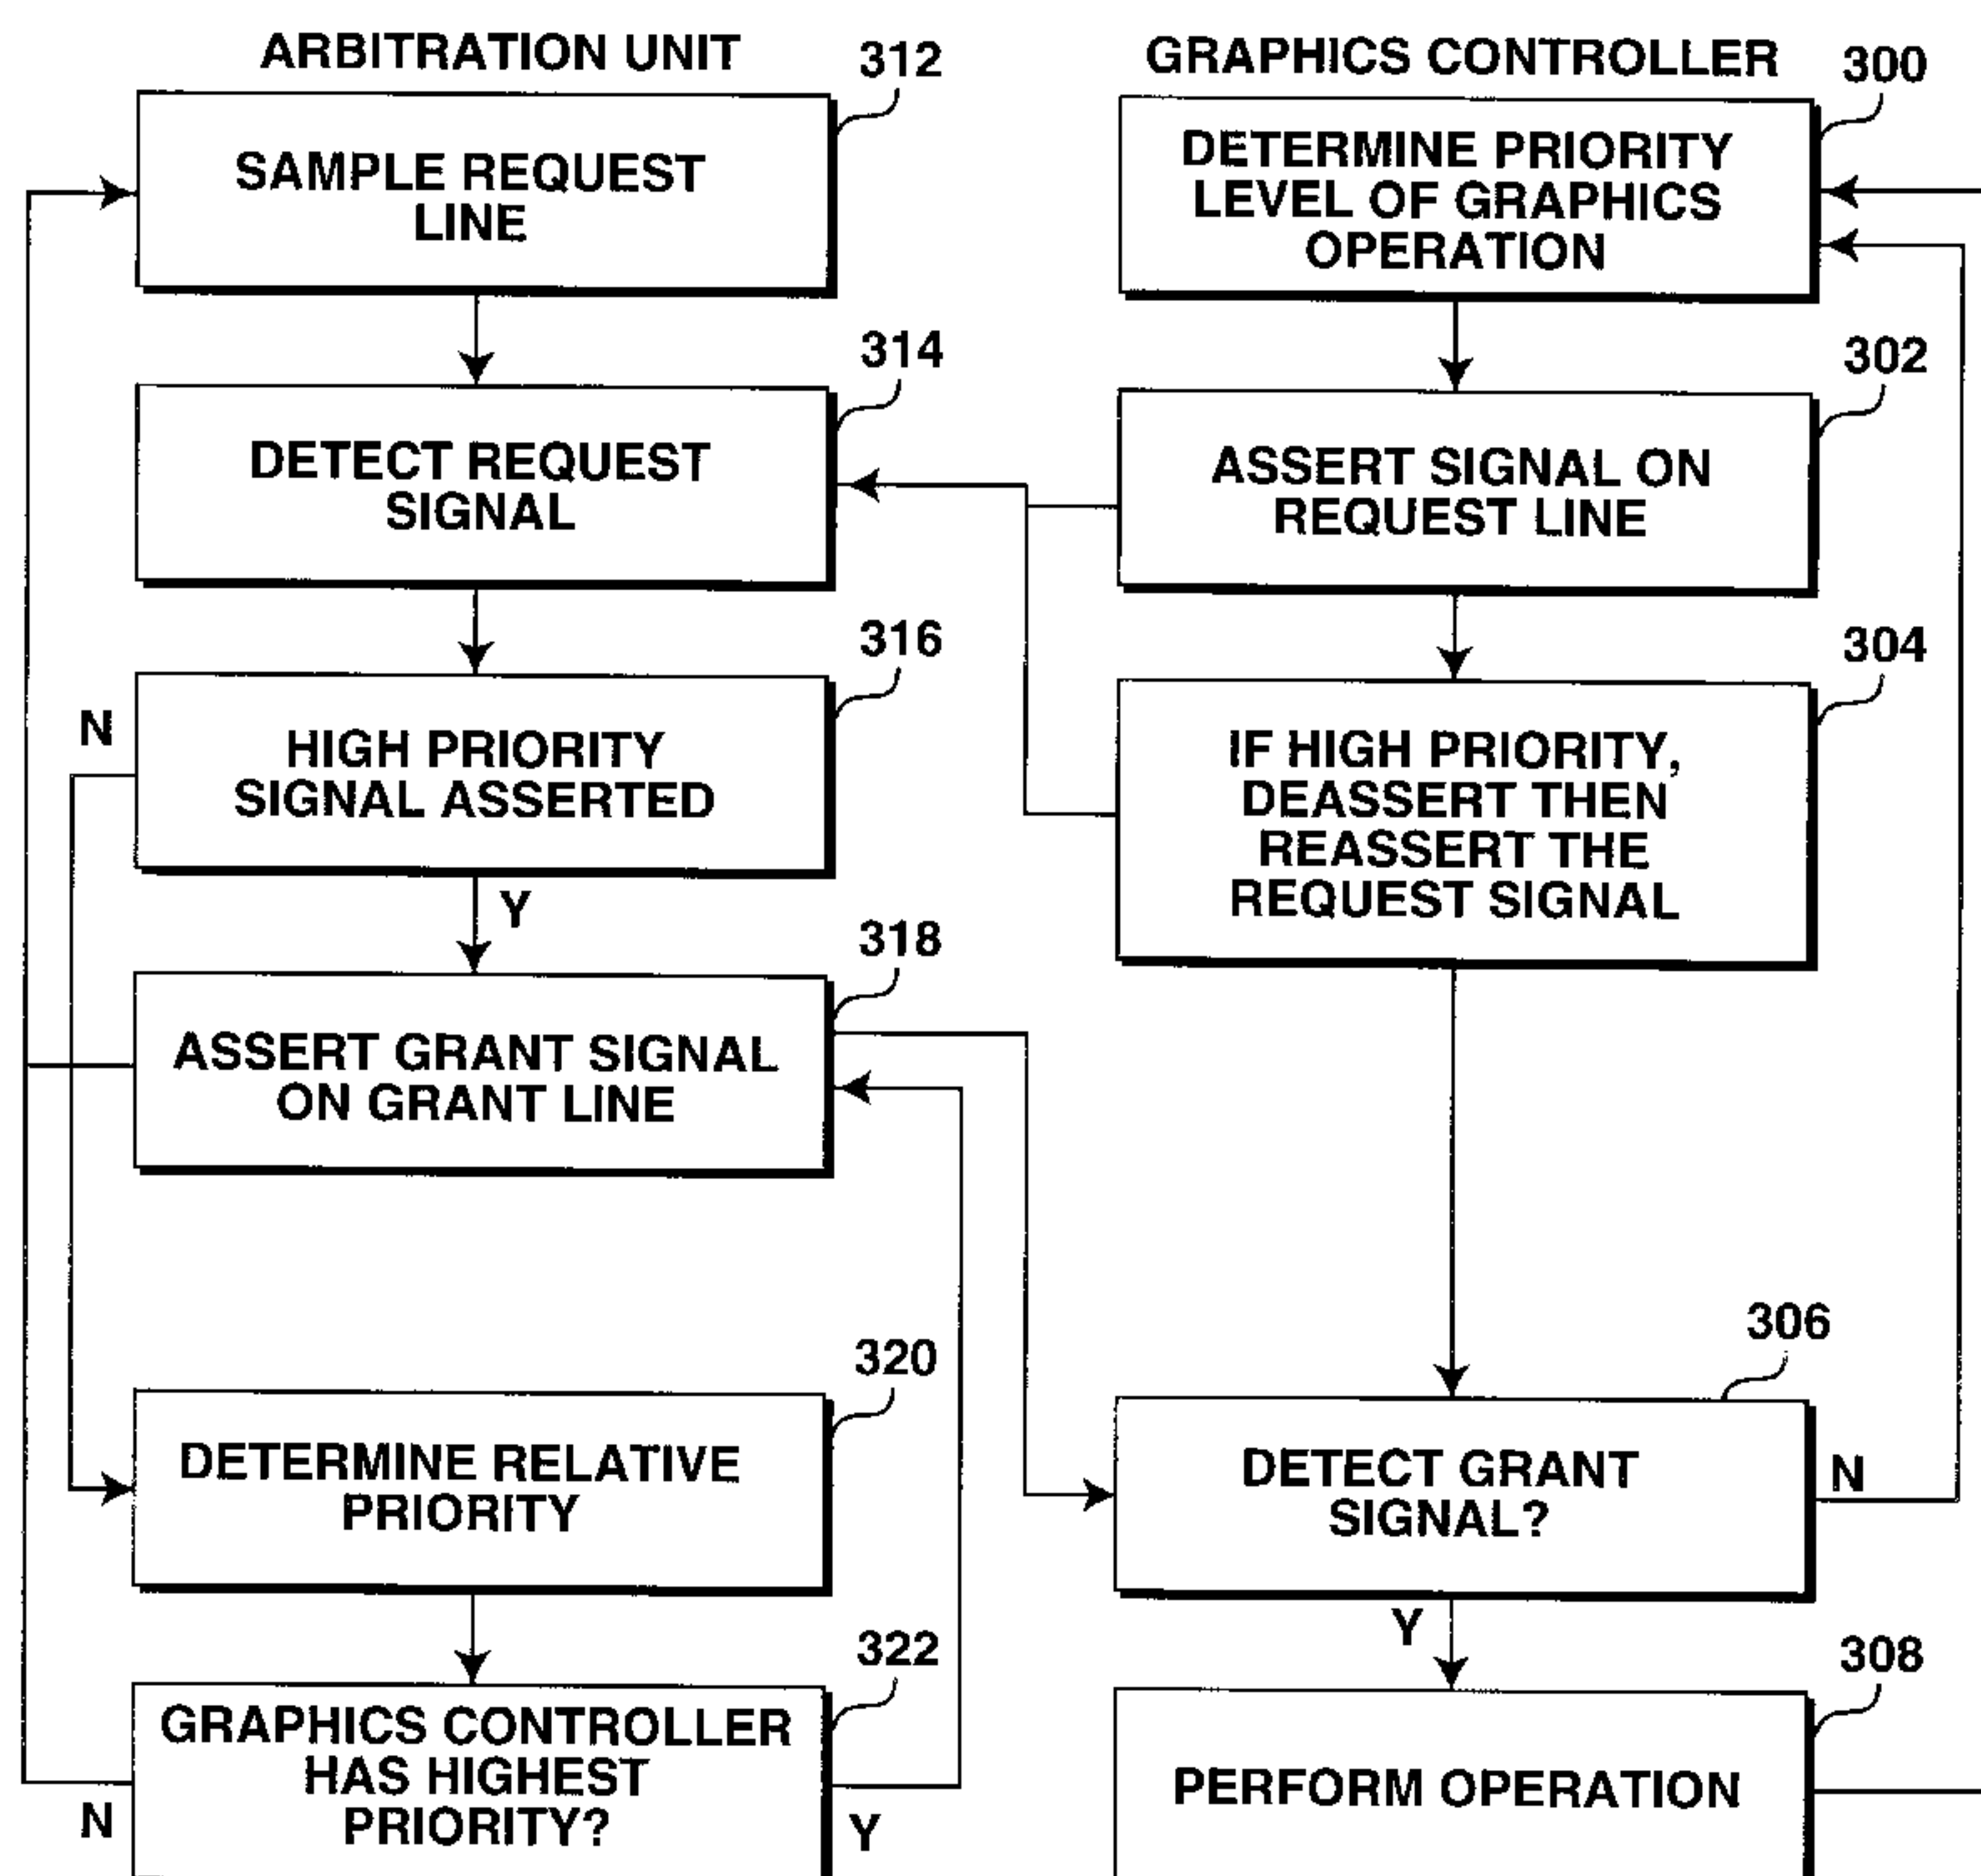 ARBITRATION UNIT
312
SAMPLE REQUEST
LINE
314
DETECT REQUEST
SIGNAL
316
N
HIGH PRIORITY
SIGNAL ASSERTED
Y
318
ASSERT GRANT SIGNAL
ON GRANT LINE
320
DETERMINE RELATIVE
PRIORITY
322
GRAPHICS CONTROLLER
HAS HIGHEST
PRIORITY?
N
Y
GRAPHICS CONTROLLER
300
DETERMINE PRIORITY
LEVEL OF GRAPHICS
OPERATION
302
ASSERT SIGNAL ON
REQUEST LINE
304
IF HIGH PRIORITY,
DEASSERT THEN
REASSERT THE
REQUEST SIGNAL
306
DETECT GRANT
SIGNAL?
N
Y
308
PERFORM OPERATION